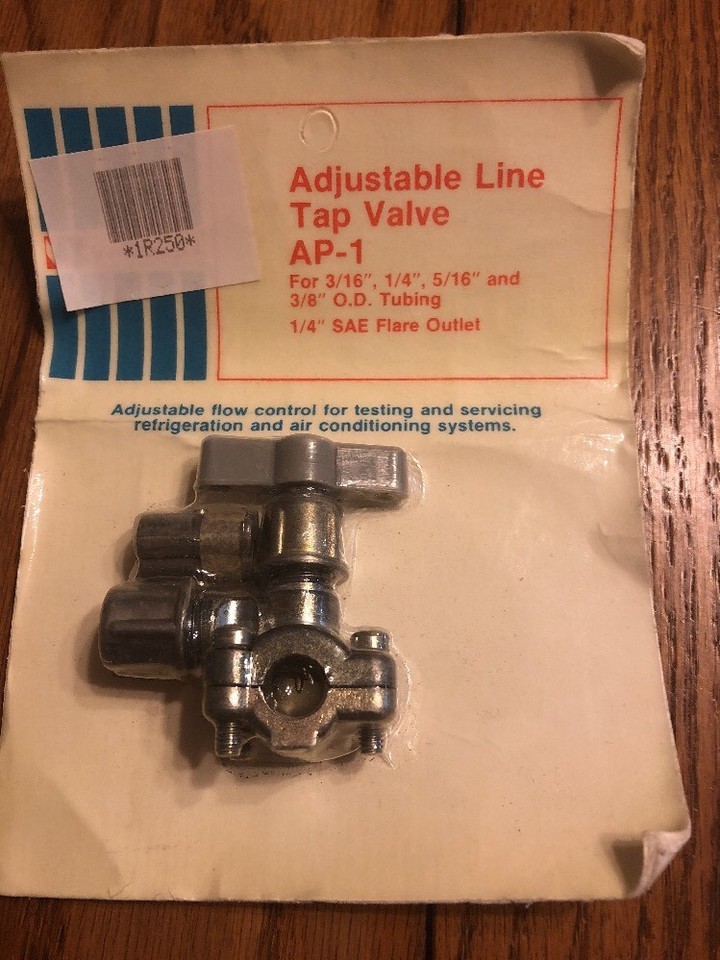 *1R250*
Adjustable Line
Tap Valve
AP-1
For 3/16", 1/4", 5/16" and
3/8" O.D. Tubing
1/4" SAE Flare Outlet
Adjustable flow control for testing and servicing
refrigeration and air conditioning systems.